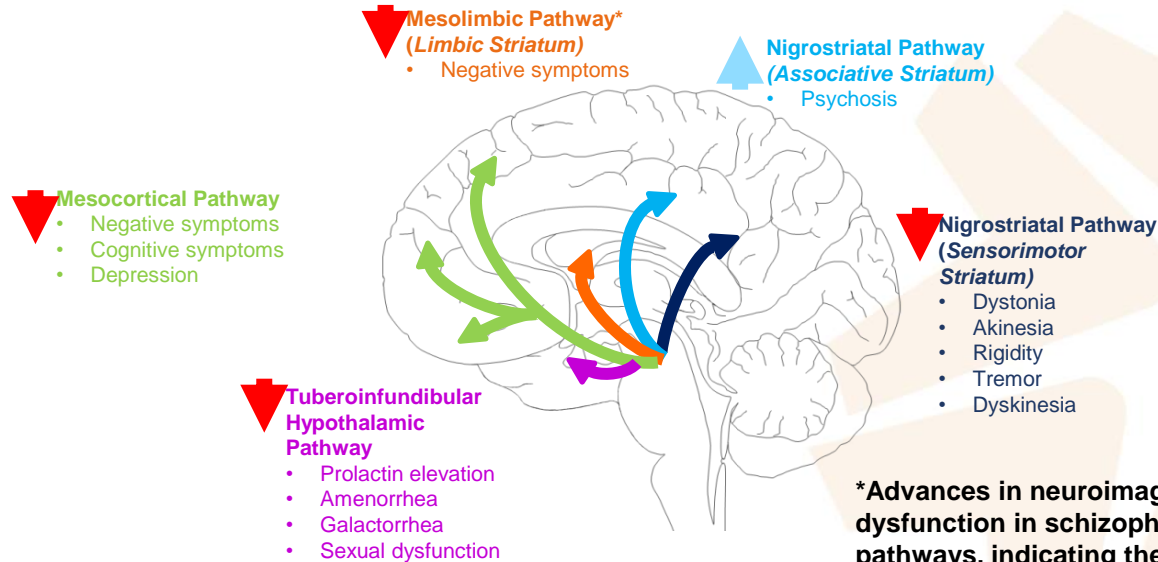 Mesolimbic Pathway*
(Limbic Striatum)
• Negative symptoms
Nigrostriatal Pathway
(Associative Striatum)
• Psychosis
Mesocortical Pathway
• Negative symptoms
• Cognitive symptoms
• Depression
Nigrostriatal Pathway
(Sensorimotor
Striatum)
• Dystonia
• Akinesia
• Rigidity
• Tremor
• Dyskinesia
Tuberoinfundibular
Hypothalamic
Pathway
• Prolactin elevation
• Amenorrhea
• Galactorrhea
• Sexual dysfunction
*Advances in
dysfunction in
pathways, indicating